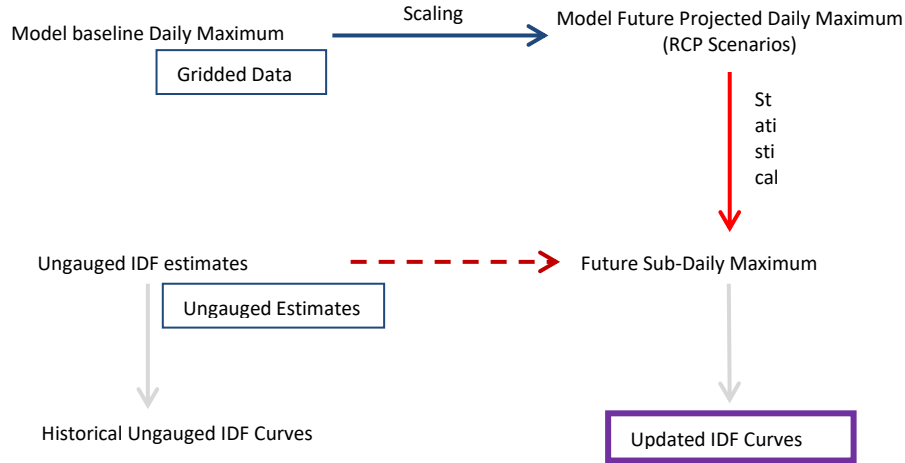 Scaling
Model baseline Daily Maximum
Model Future Projected Daily Maximum
(RCP Scenarios)
Gridded Data
St
ati
sti
cal
Ungauged IDF estimates
Future Sub-Daily Maximum
Ungauged Estimates
Historical Ungauged IDF Curves
Updated IDF Curves